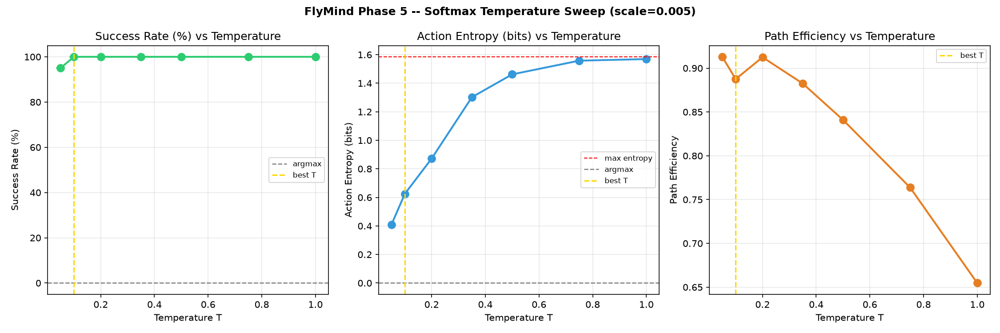 FlyMind Phase 5 -- Softmax Temperature Sweep (scale=0.005)
Success Rate (%) vs Temperature
Success Rate (%)
100
80
60
40
20
0
argmax
best T
0.2 0.4 0.6 0.8 1.0
Temperature T
Action Entropy (bits) vs Temperature
Action Entropy (bits)
1.6
1.4
1.2
1.0
0.8
0.6
0.4
0.2
0.0
max entropy
argmax
best T
0.2 0.4 0.6 0.8 1.0
Temperature T
Path Efficiency vs Temperature
Path Efficiency
best T
0.90
0.85
0.80
0.75
0.70
0.65
0.2 0.4 0.6 0.8 1.0
Temperature T